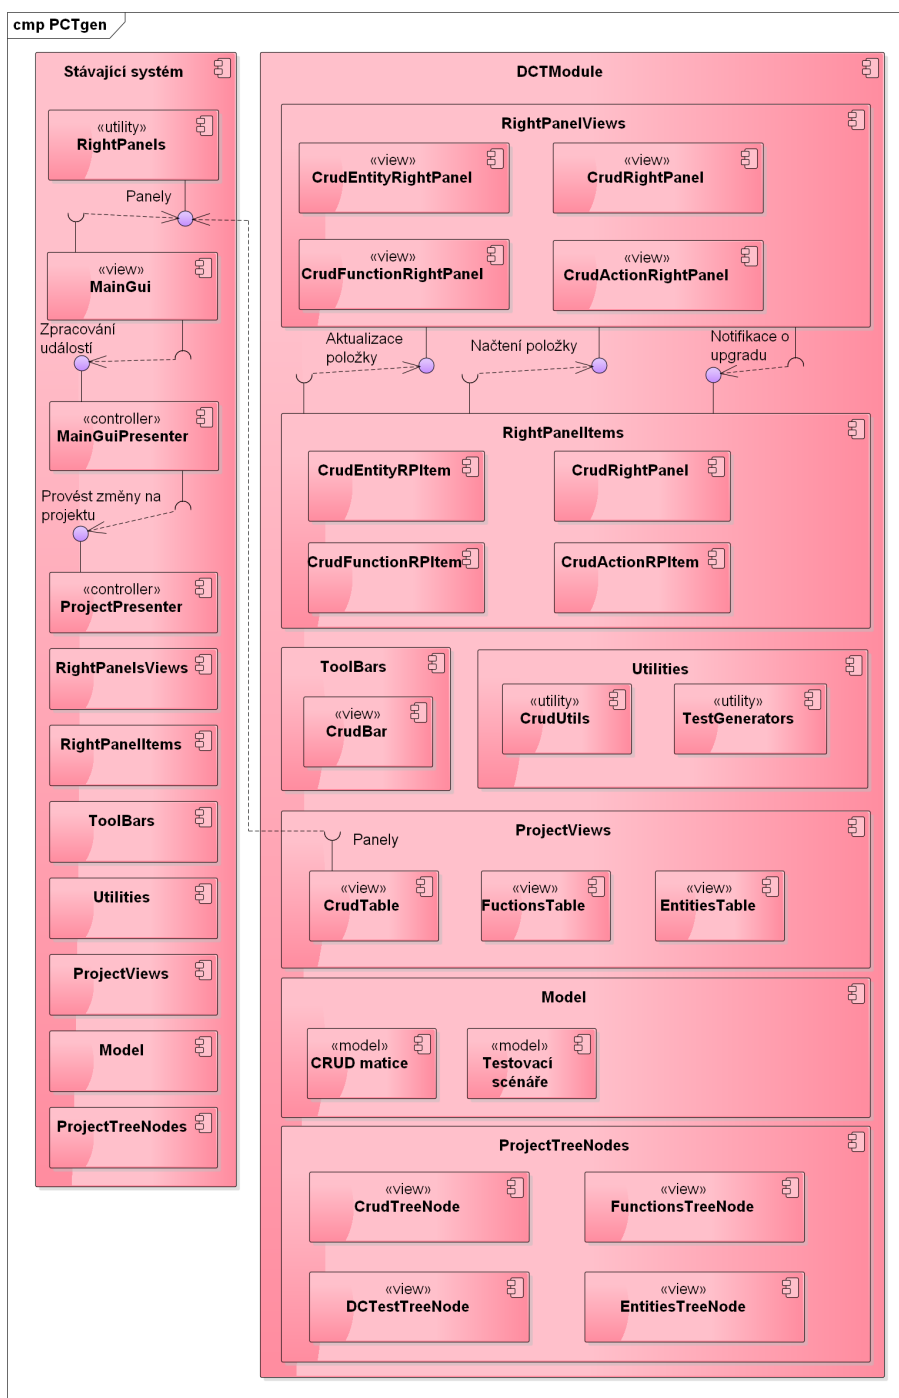 cmp PCTgen
Stávající systém
«utility»
RightPanels
Panely
«view»
MainGui
Zpracování
událostí
«controller»
MainGuiPresenter
Provést změny na
projektu
«controller»
ProjectPresenter
RightPanelsViews
RightPanelItems
ToolBars
Utilities
ProjectViews
Model
ProjectTreeNodes
DCTModule
RightPanelViews
«view»
CrudEntityRightPanel
«view»
CrudRightPanel
«view»
CrudFunctionRightPanel
«view»
CrudActionRightPanel
Aktualizace
položky
Načtení položky
Notifikace o
upgradu
RightPanelItems
CrudEntityRPItem
CrudRightPanel
CrudFunctionRPItem
CrudActionRPItem
ToolBars
«view»
CrudBar
Utilities
«utility»
CrudUtils
«utility»
TestGenerators
ProjectViews
Panely
«view»
CrudTable
«view»
FuctionsTable
«view»
EntitiesTable
Model
«model»
CRUD matice
«model»
Testovací
scénáře
ProjectTreeNodes
«view»
CrudTreeNode
«view»
FunctionsTreeNode
«view»
DCTestTreeNode
«view»
EntitiesTreeNode